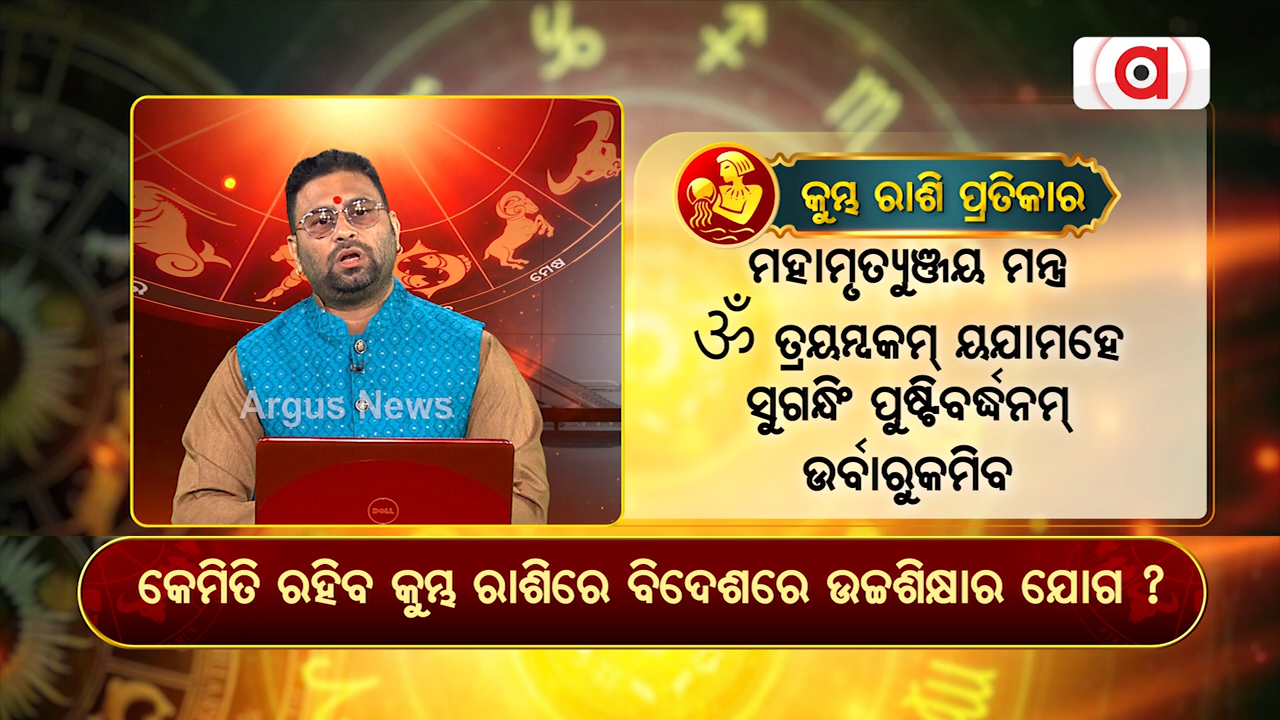 a
କୁମ୍ଭ ରାଶି ପ୍ରତିକାର
ମହାମୃତ୍ୟୁଞ୍ଜୟ ମନ୍ତ୍ର
ॐ ତ୍ରୟମ୍ବକମ୍ ୟଯାମହେ
ସୁଗନ୍ଧିଂ ପୁଷ୍ଟିବର୍ଦ୍ଧନମ୍
ଉର୍ବାରୁକମିବ
ମେଷ
Argus News
DELL
କେମିତି ରହିବ କୁମ୍ଭ ରାଶିରେ ବିଦେଶରେ ଉଚ୍ଚଶିକ୍ଷାର ଯୋଗ ?